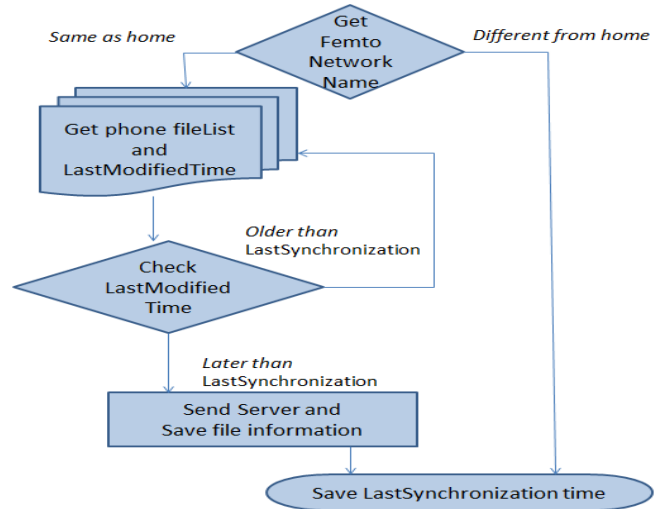 Same as home
Get
Femto
Network
Name
Different from home
Get phone fileList
and
LastModifiedTime
Older than
LastSynchronization
Check
LastModified
Time
Later than
LastSynchronization
Send Server and
Save file information
Save LastSynchronization time